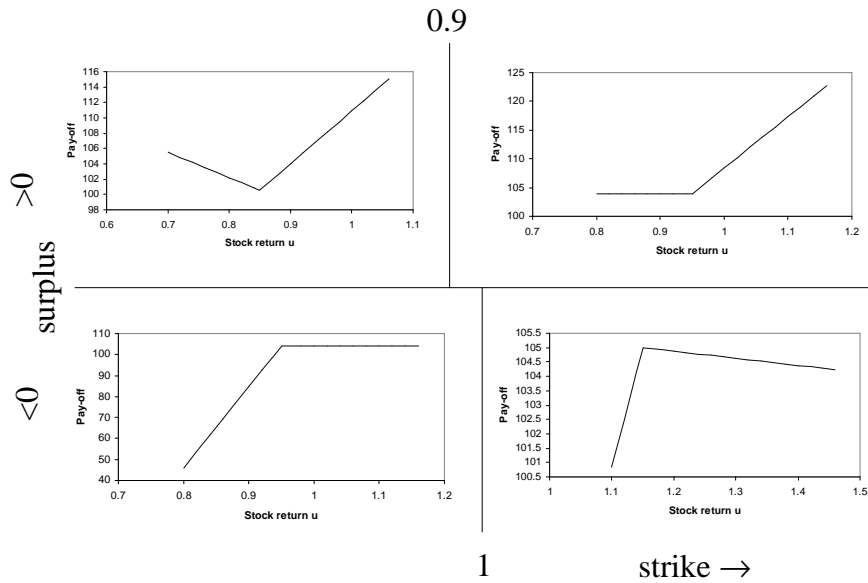 0.9
116
114
112
110
108
106
104
102
100
98
0.6 0.7 0.8 0.9 1 1.1
Pay-off
Stock return u
125
120
115
110
105
100
0.7 0.8 0.9 1 1.1 1.2
Pay-off
Stock return u
>0
surplus
<0
110
100
90
80
70
60
50
40
0.7 0.8 0.9 1 1.1 1.2
Pay-off
Stock return u
105.5
105
104.5
104
103.5
103
102.5
102
101.5
101
100.5
1 1.1 1.2 1.3 1.4 1.5
Pay-off
Stock return u
1 strike →